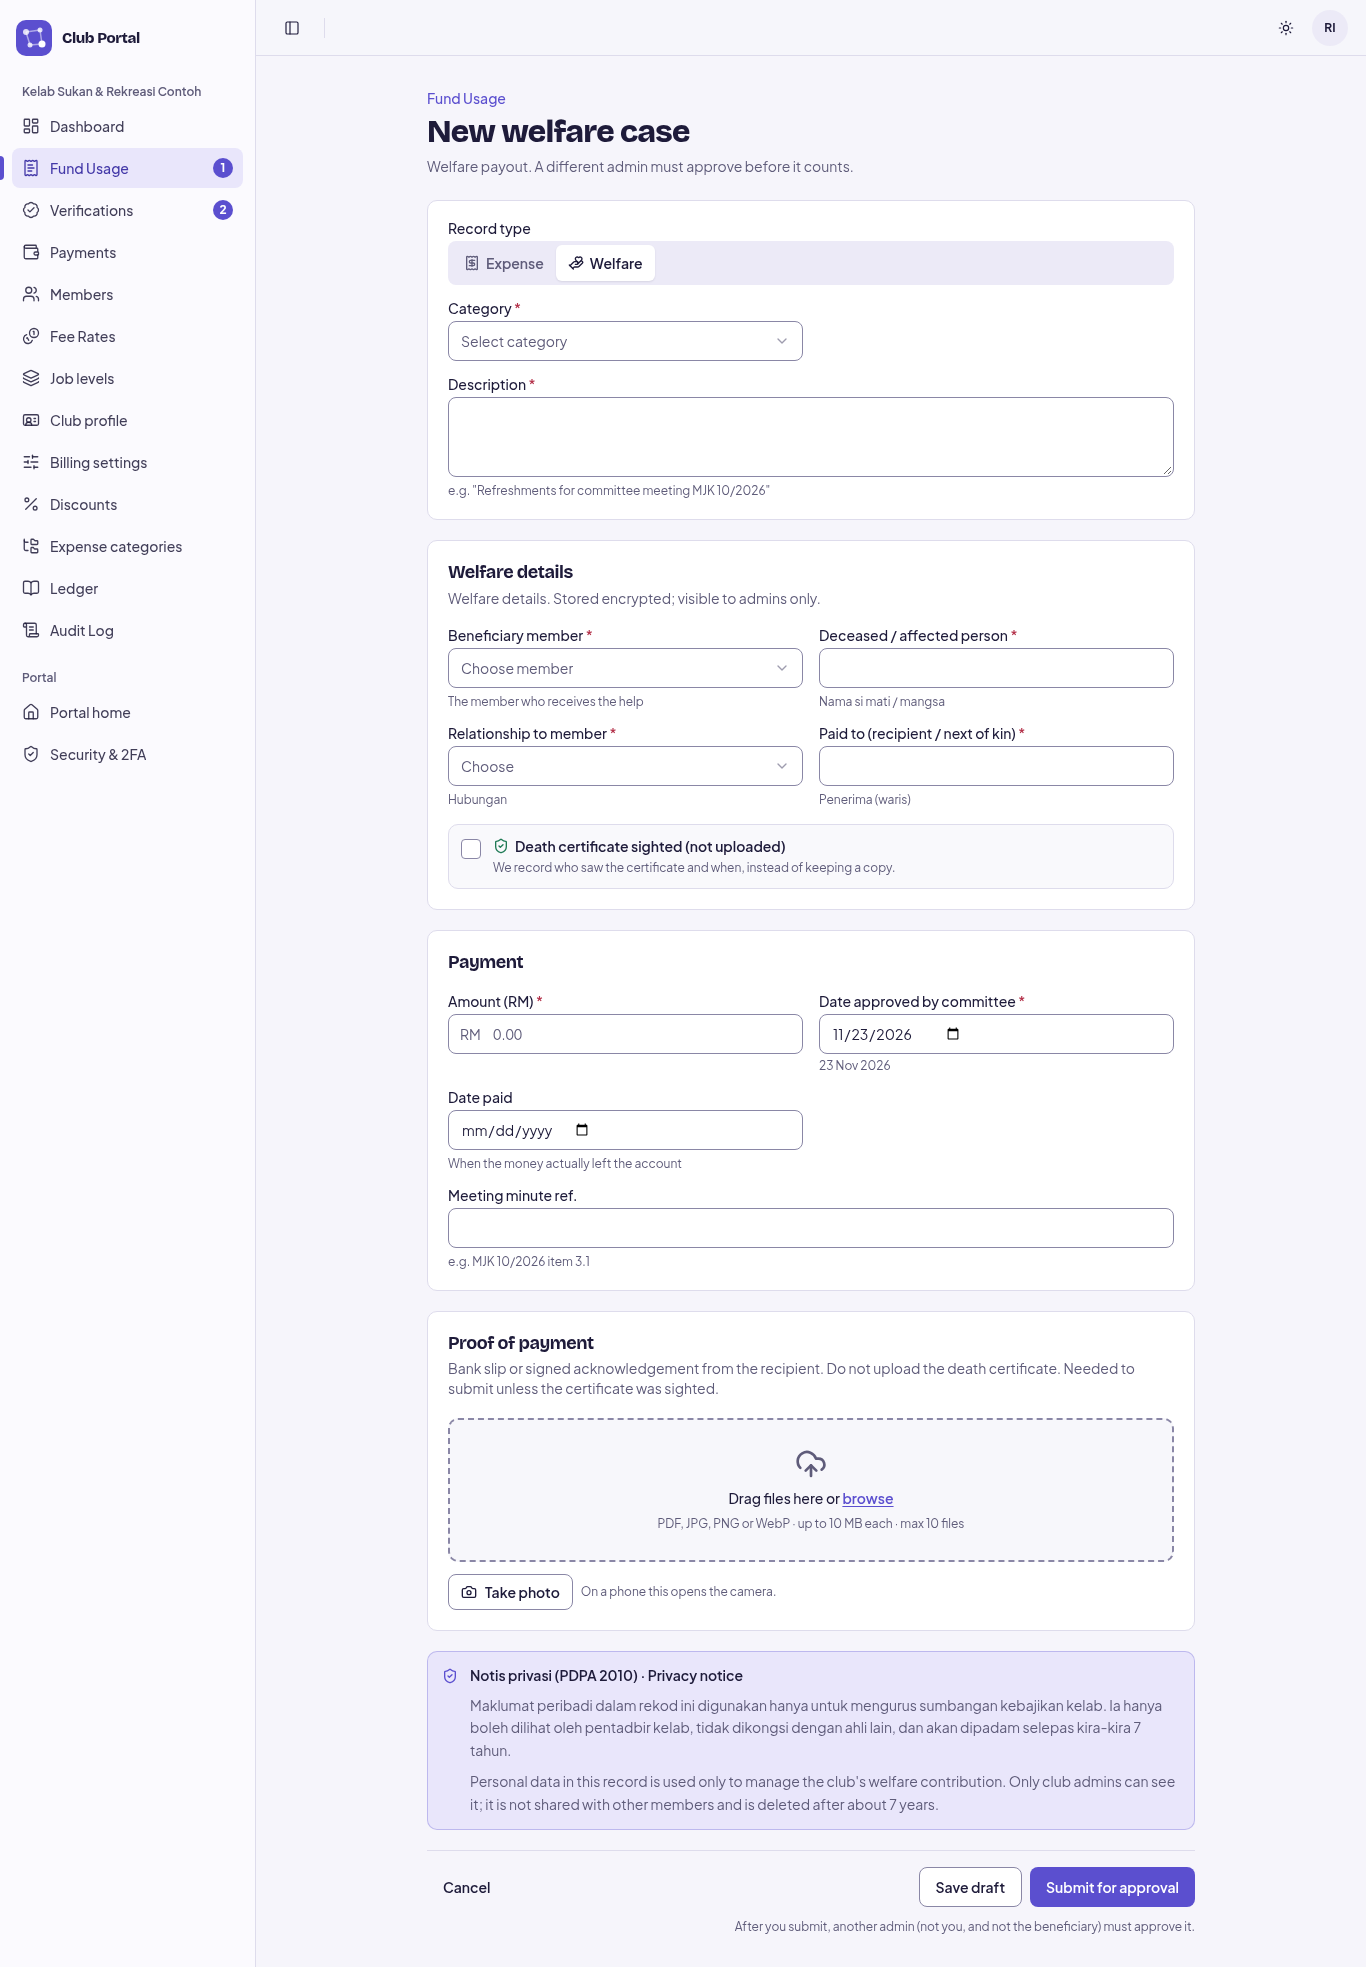 Club Portal
RI
Kelab Sukan & Rekreasi Contoh
Dashboard
Fund Usage 1
Verifications 2
Payments
Members
Fee Rates
Job levels
Club profile
Billing settings
Discounts
Expense categories
Ledger
Audit Log
Portal
Portal home
Security & 2FA
Fund Usage
New welfare case
Welfare payout. A different admin must approve before it counts.
Record type
Expense Welfare
Category *
Select category
Description *
e.g. "Refreshments for committee meeting MJK 10/2026"
Welfare details
Welfare details. Stored encrypted; visible to admins only.
Beneficiary member * Deceased / affected person *
Choose member
The member who receives the help Nama si mati / mangsa
Relationship to member * Paid to (recipient / next of kin) *
Choose
Hubungan Penerima (waris)
Death certificate sighted (not uploaded)
We record who saw the certificate and when, instead of keeping a copy.
Payment
Amount (RM) * Date approved by committee *
RM 0.00 11/23/2026
23 Nov 2026
Date paid
mm/dd/yyyy
When the money actually left the account
Meeting minute ref.
e.g. MJK 10/2026 item 3.1
Proof of payment
Bank slip or signed acknowledgement from the recipient. Do not upload the death certificate. Needed to
submit unless the certificate was sighted.
Drag files here or browse
PDF, JPG, PNG or WebP · up to 10 MB each · max 10 files
Take photo On a phone this opens the camera.
Notis privasi (PDPA 2010) · Privacy notice
Maklumat peribadi dalam rekod ini digunakan hanya untuk mengurus sumbangan kebajikan kelab. Ia hanya
boleh dilihat oleh pentadbir kelab, tidak dikongsi dengan ahli lain, dan akan dipadam selepas kira-kira 7
tahun.
Personal data in this record is used only to manage the club's welfare contribution. Only club admins can see
it; it is not shared with other members and is deleted after about 7 years.
Cancel Save draft Submit for approval
After you submit, another admin (not you, and not the beneficiary) must approve it.